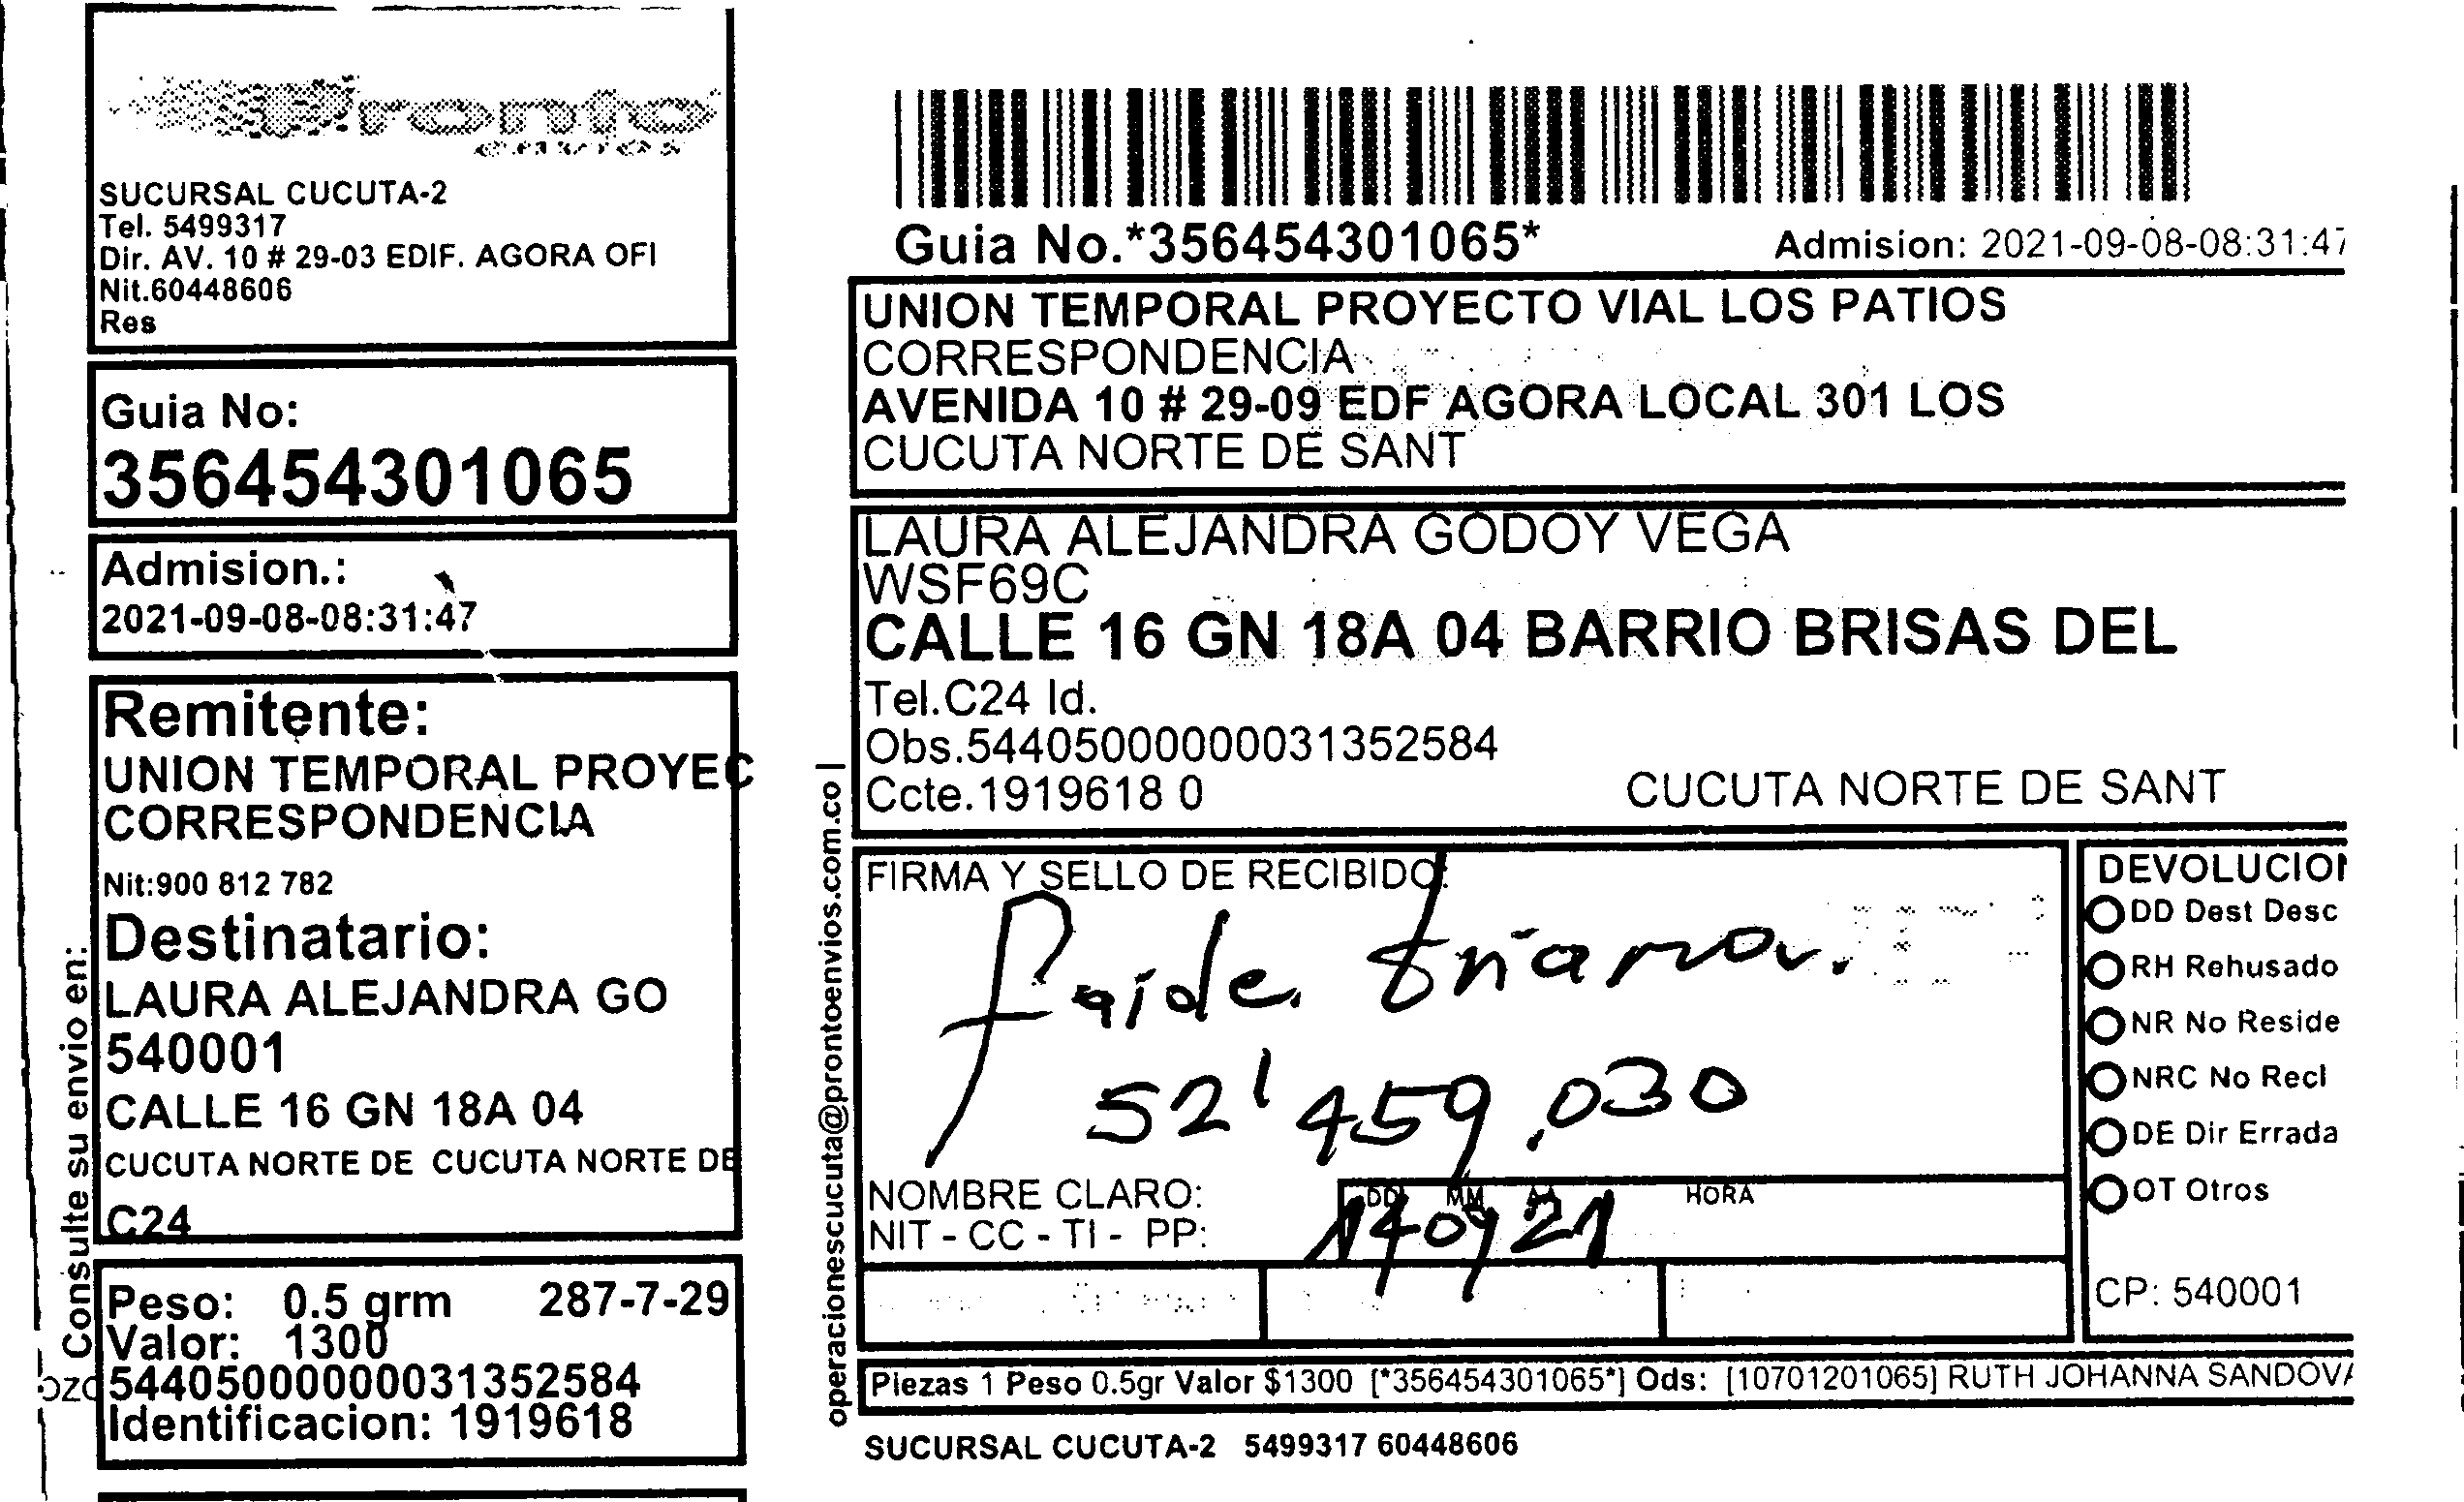 Pronto
envios
SUCURSAL CUCUTA-2
Tel. 5499317
Dir. AV. 10 # 29-03 EDIF. AGORA OFI
Nit.60448606
Res
Guia No:
356454301065
Admision.:
2021-09-08-08:31:47
Remitente:
UNION TEMPORAL PROYEC
CORRESPONDENCIA
Nit:900 812 782
Destinatario:
LAURA ALEJANDRA GO
540001
CALLE 16 GN 18A 04
CUCUTA NORTE DE CUCUTA NORTE DE
C24
Peso: 0.5 grm 287-7-29
Valor: 1300
544050000000031352584
Identificacion: 1919618
Consulte su envio en:
operacionescucuta@prontoenvios.com.co |
Guia No.*356454301065*
Admision: 2021-09-08-08:31:47
UNION TEMPORAL PROYECTO VIAL LOS PATIOS
CORRESPONDENCIA
AVENIDA 10 # 29-09 EDF AGORA LOCAL 301 LOS
CUCUTA NORTE DE SANT
LAURA ALEJANDRA GODOY VEGA
WSF69C
CALLE 16 GN 18A 04 BARRIO BRISAS DEL
Tel.C24 Id.
Obs.544050000000031352584
Ccte.1919618 0
CUCUTA NORTE DE SANT
FIRMA Y SELLO DE RECIBIDO:
52'459.030
NOMBRE CLARO:
NIT - CC - TI - PP:
DD MM AA HORA
14 09 21
DEVOLUCION
DD Dest Desc
RH Rehusado
NR No Reside
NRC No Recl
DE Dir Errada
OT Otros
CP: 540001
Piezas 1 Peso 0.5gr Valor $1300 [*356454301065*] Ods: [10701201065] RUTH JOHANNA SANDOVA
SUCURSAL CUCUTA-2 5499317 60448606